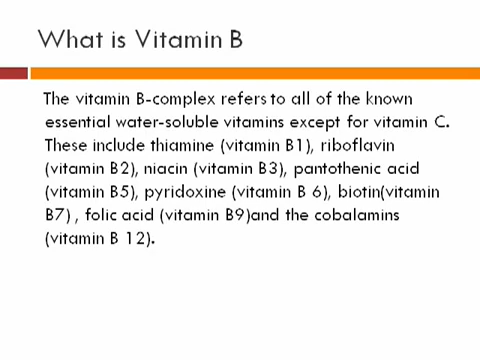 What is Vitamin B
The vitamin B-complex refers to all of the known
essential water-soluble vitamins except for vitamin C.
These include thiamine (vitamin B1), riboflavin
(vitamin B2), niacin (vitamin B3), pantothenic acid
(vitamin B5), pyridoxine (vitamin B 6), biotin(vitamin
B7) , folic acid (vitamin B9)and the cobalamins
(vitamin B 12).